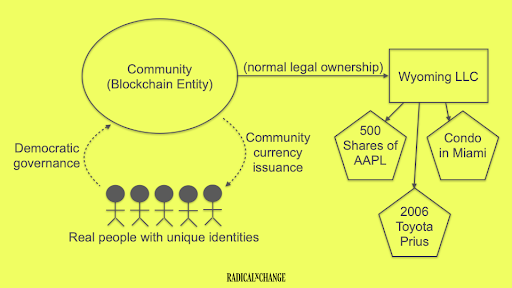 Community
(Blockchain Entity)
(normal legal ownership)
Wyoming LLC
500
Shares of
AAPL
Condo
in Miami
2006
Toyota
Prius
Democratic
governance
Community
currency
issuance
Real people with unique identities
RADICALXCHANGE